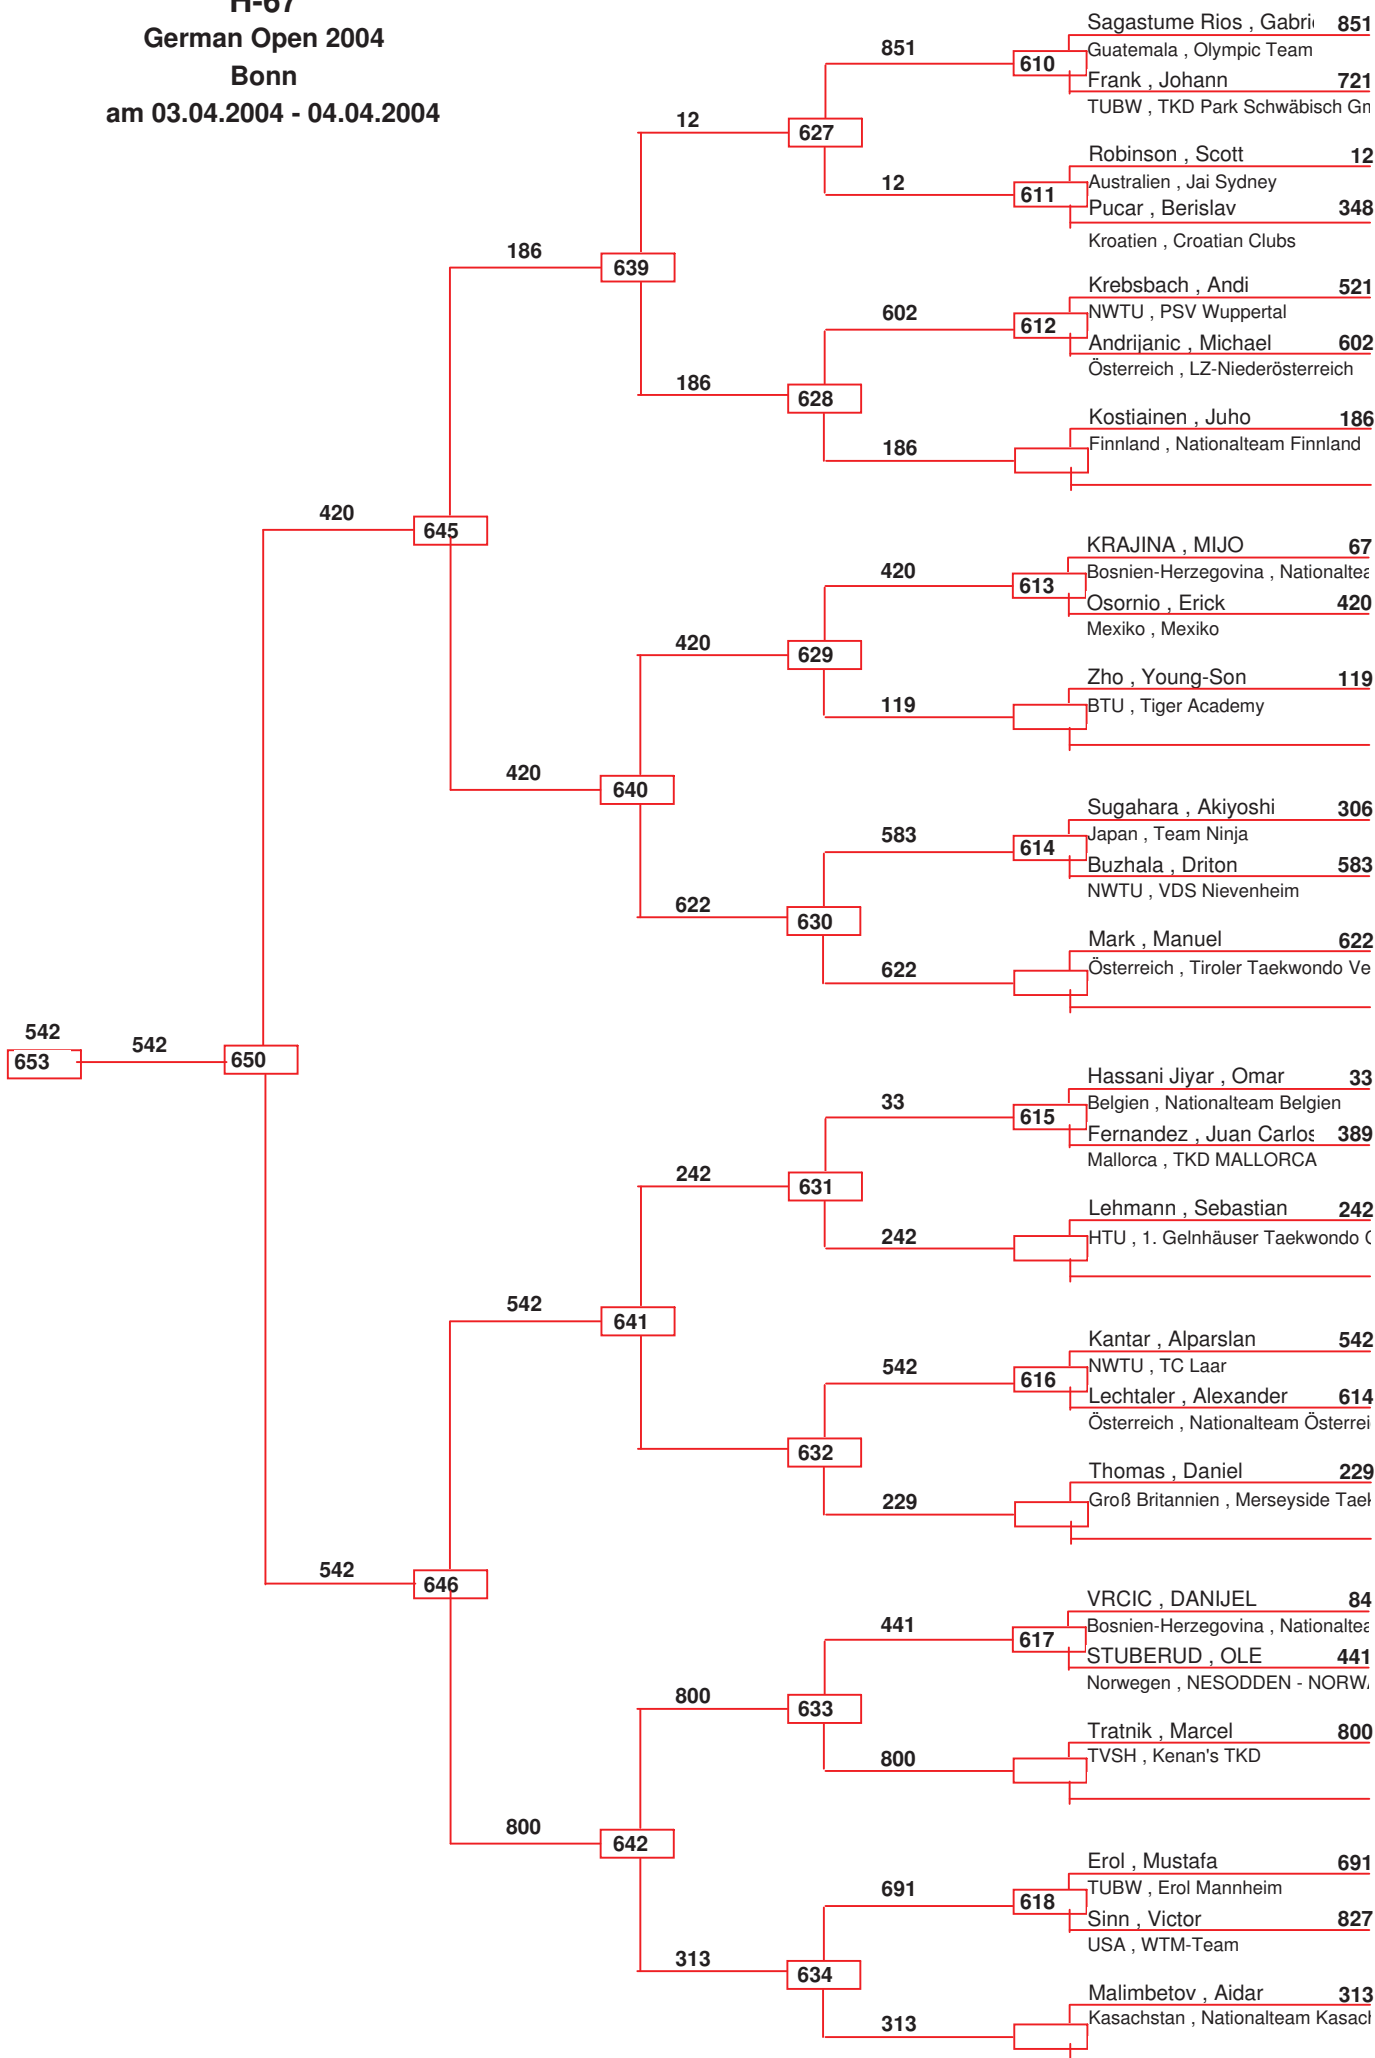 H-67
German Open 2004
Bonn
am 03.04.2004 - 04.04.2004
Sagastume Rios , Gabri 851
Guatemala , Olympic Team
851
610
Frank , Johann 721
TUBW , TKD Park Schwäbisch Gm
12
627
Robinson , Scott 12
Australien , Jai Sydney
12
611
Pucar , Berislav 348
Kroatien , Croatian Clubs
186
639
Krebsbach , Andi 521
NWTU , PSV Wuppertal
602
612
Andrijanic , Michael 602
Österreich , LZ-Niederösterreich
186
628
Kostiainen , Juho 186
Finnland , Nationalteam Finnland
186
420
645
KRAJINA , MIJO 67
Bosnien-Herzegovina , Nationaltea
420
613
Osornio , Erick 420
Mexiko , Mexiko
420
629
Zho , Young-Son 119
BTU , Tiger Academy
119
420
640
Sugahara , Akiyoshi 306
Japan , Team Ninja
583
614
Buzhala , Driton 583
NWTU , VDS Nievenheim
622
630
Mark , Manuel 622
Österreich , Tiroler Taekwondo Ve
622
542
653
542
650
Hassani Jiyar , Omar 33
Belgien , Nationalteam Belgien
33
615
Fernandez , Juan Carlos 389
Mallorca , TKD MALLORCA
242
631
Lehmann , Sebastian 242
HTU , 1. Gelnhäuser Taekwondo C
242
542
641
Kantar , Alparslan 542
NWTU , TC Laar
542
616
Lechtaler , Alexander 614
Österreich , Nationalteam Österrei
632
Thomas , Daniel 229
Groß Britannien , Merseyside Taek
229
542
646
VRCIC , DANIJEL 84
Bosnien-Herzegovina , Nationaltea
441
617
STUBERUD , OLE 441
Norwegen , NESODDEN - NORWA
800
633
Tratnik , Marcel 800
TVSH , Kenan's TKD
800
800
642
Erol , Mustafa 691
TUBW , Erol Mannheim
691
618
Sinn , Victor 827
USA , WTM-Team
313
634
Malimbetov , Aidar 313
Kasachstan , Nationalteam Kasach
313